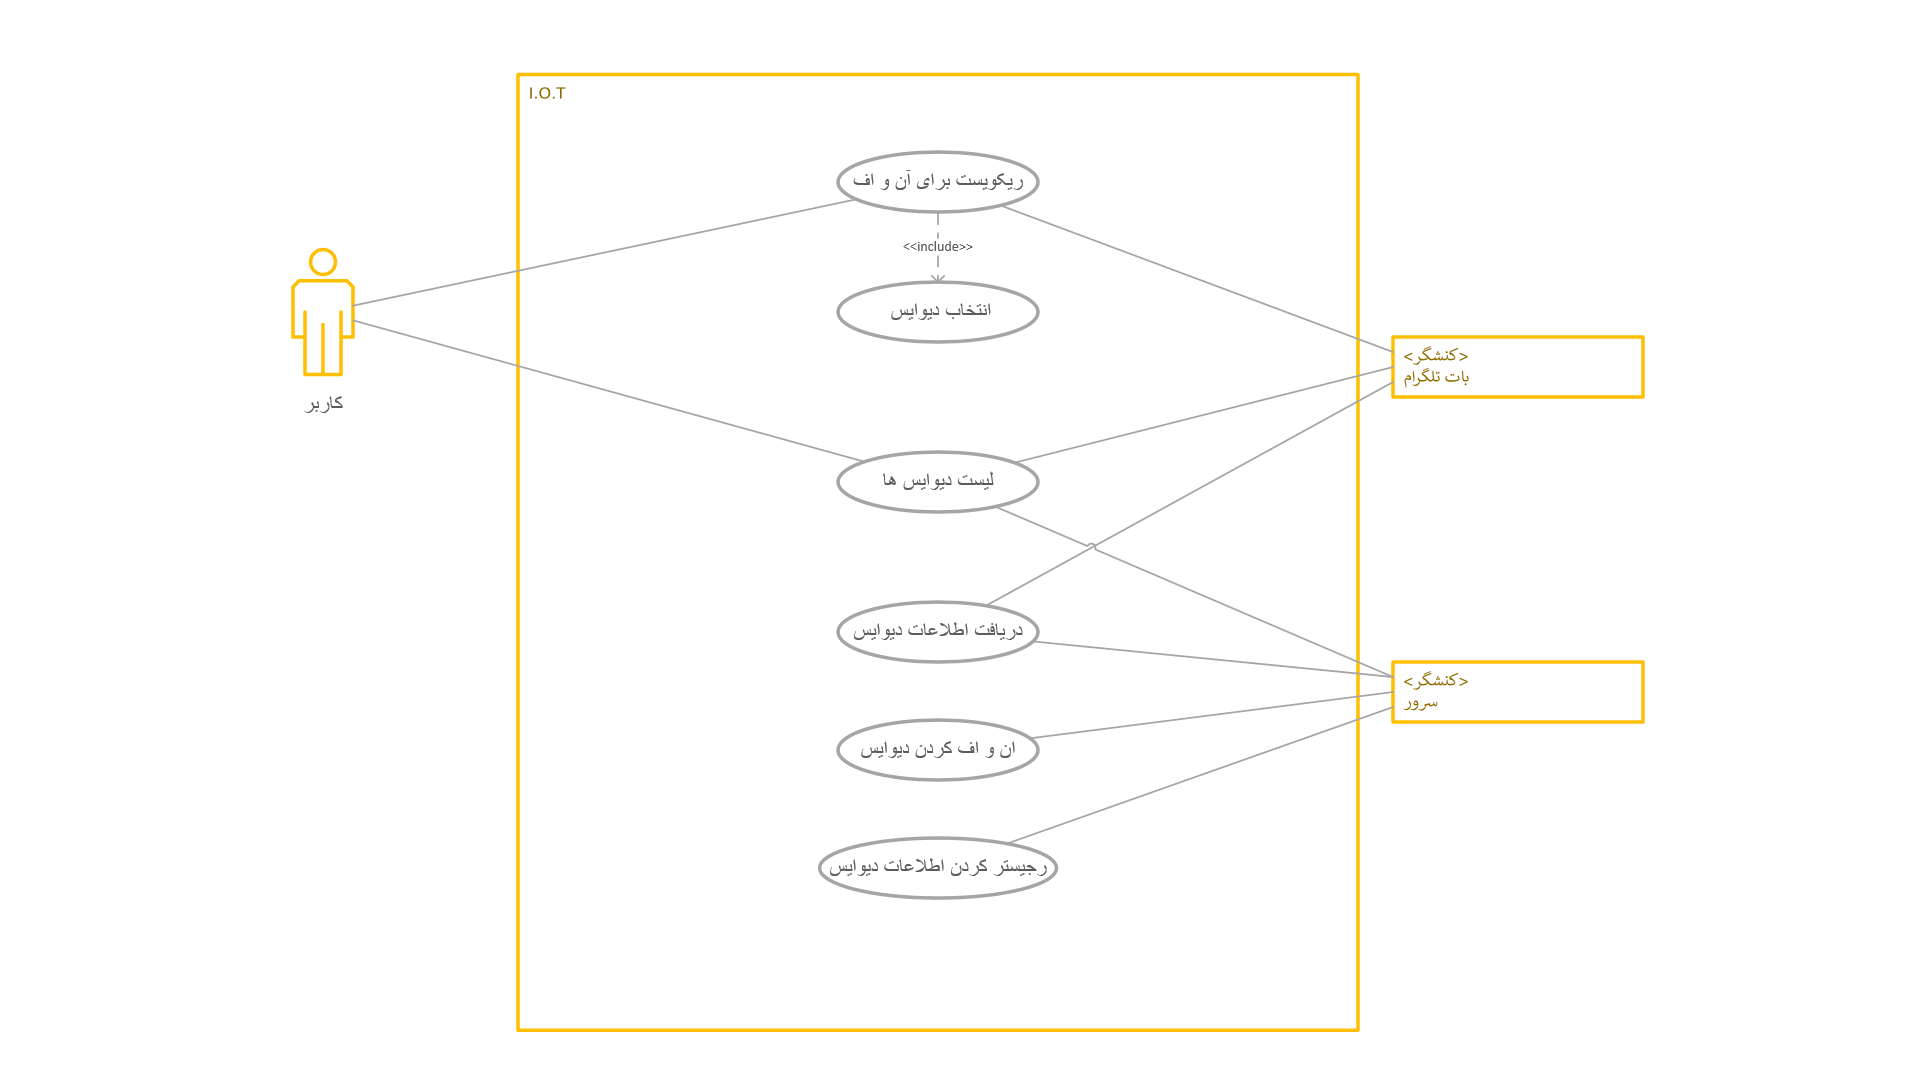 I.O.T
ریکویست برای آن و اف
<<include>>
انتخاب دیوایس
کاربر
<کنشگر>
بات تلگرام
لیست دیوایس ها
دریافت اطلاعات دیوایس
<کنشگر>
سرور
ان و اف کردن دیوایس
رجیستر کردن اطلاعات دیوایس